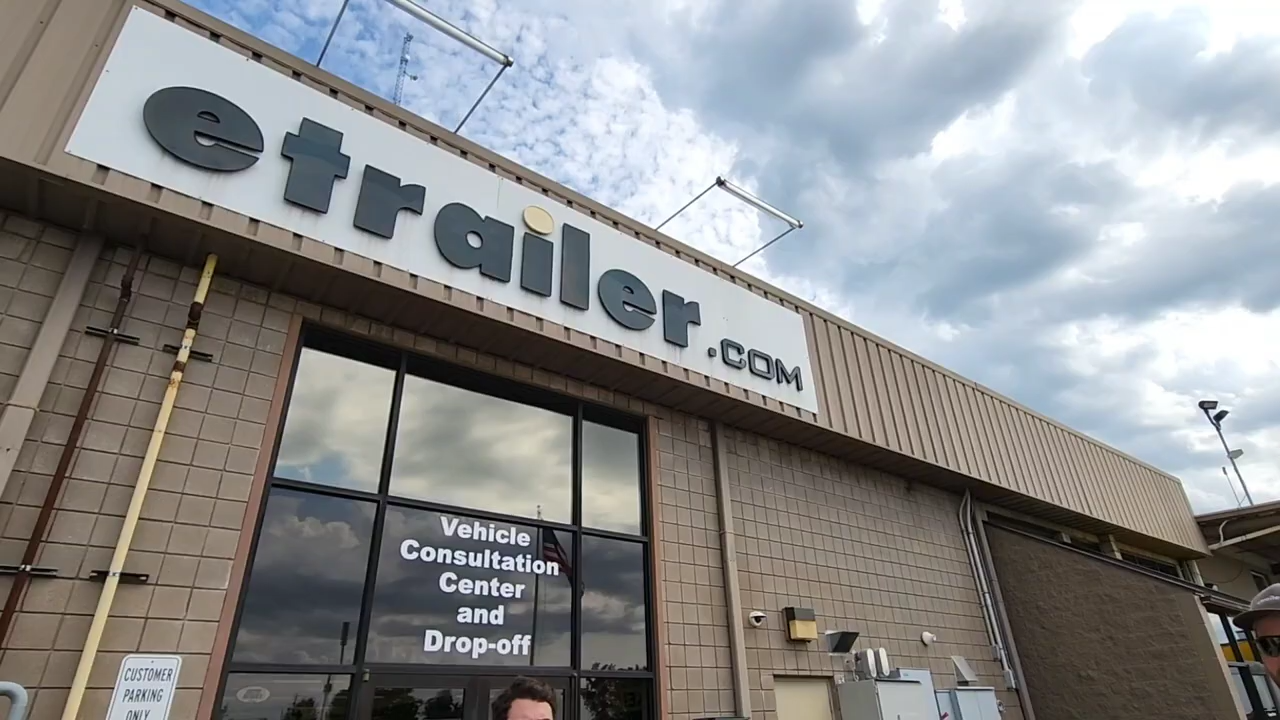 etrailer.com
Vehicle
Consultation
Center
and
Drop-off
CUSTOMER
PARKING
ONLY